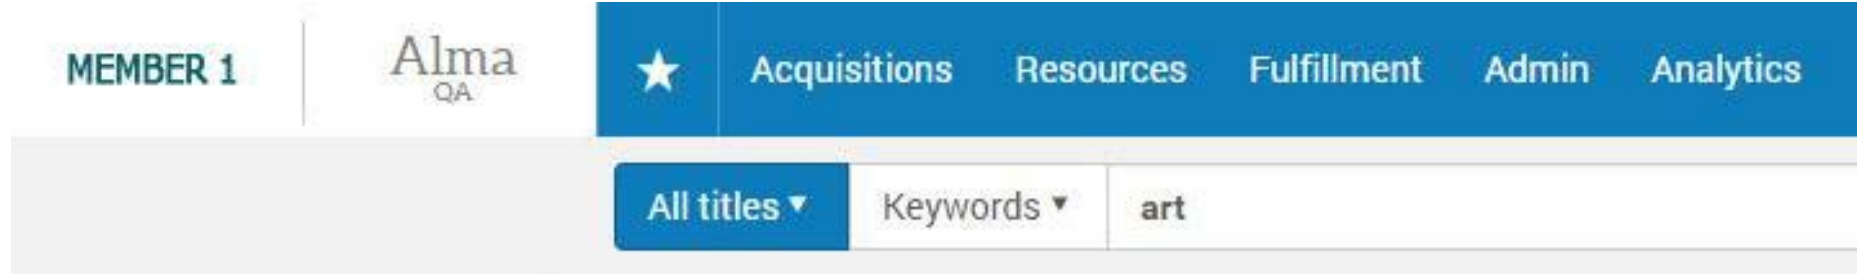 MEMBER 1 Alma Acquisitions Resources Fulfillment Admin Analytics
QA
All titles Keywords art